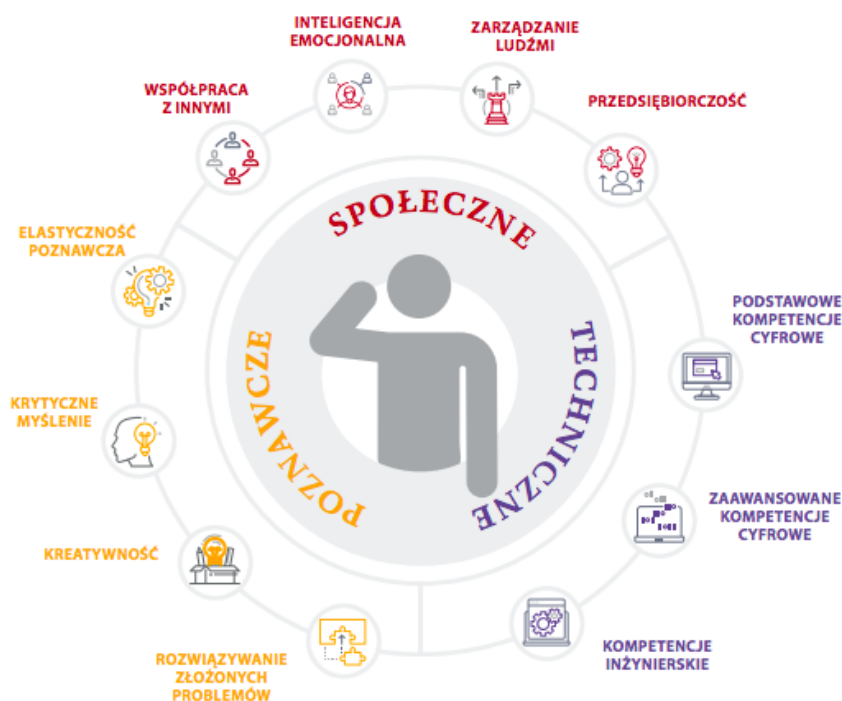 INTELIGENCJA
EMOCJONALNA
ZARZĄDZANIE
LUDŹMI
WSPÓŁPRACA
Z INNYMI
PRZEDSIĘBIORCZOŚĆ
SPOŁECZNE
ELASTYCZNOŚĆ
POZNAWCZA
PODSTAWOWE
KOMPETENCJE
CYFROWE
POZNAWCZE
TECHNICZNE
KRYTYCZNE
MYŚLENIE
ZAAWANSOWANE
KOMPETENCJE
CYFROWE
KREATYWNOŚĆ
KOMPETENCJE
INŻYNIERSKIE
ROZWIĄZYWANIE
ZŁOŻONYCH
PROBLEMÓW